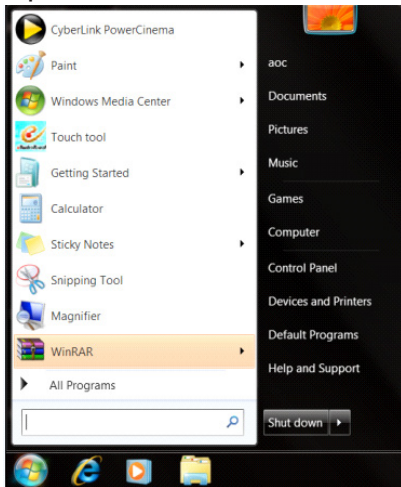 CyberLink PowerCinema
Paint
Windows Media Center
Touch tool
Getting Started
Calculator
Sticky Notes
Snipping Tool
Magnifier
WinRAR
All Programs
aoc
Documents
Pictures
Music
Games
Computer
Control Panel
Devices and Printers
Default Programs
Help and Support
Shut down